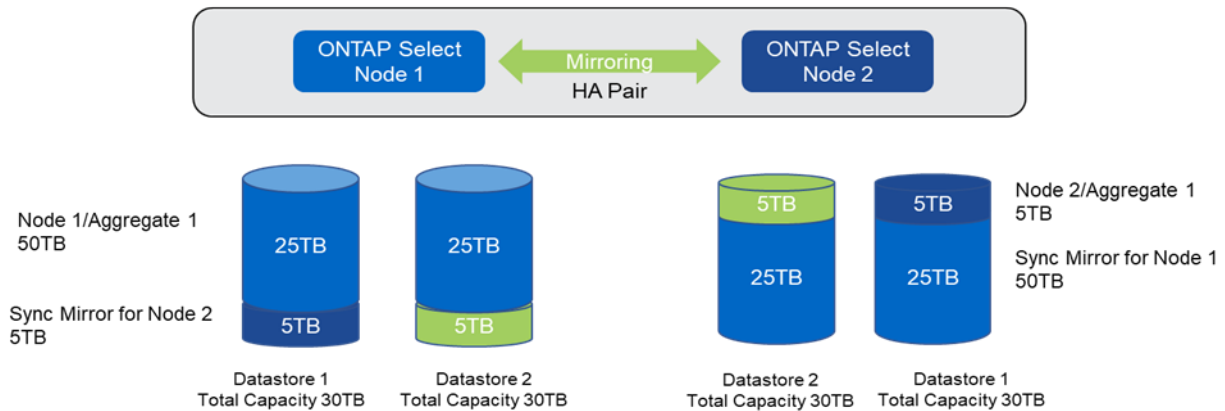 ONTAP Select
Node 1
Mirroring
HA Pair
ONTAP Select
Node 2
Node 1/Aggregate 1
50TB
Sync Mirror for Node 2
5TB
25TB
5TB
25TB
5TB
5TB
25TB
5TB
25TB
Node 2/Aggregate 1
5TB
Sync Mirror for Node 1
50TB
Datastore 1
Total Capacity 30TB
Datastore 2
Total Capacity 30TB
Datastore 2
Total Capacity 30TB
Datastore 1
Total Capacity 30TB